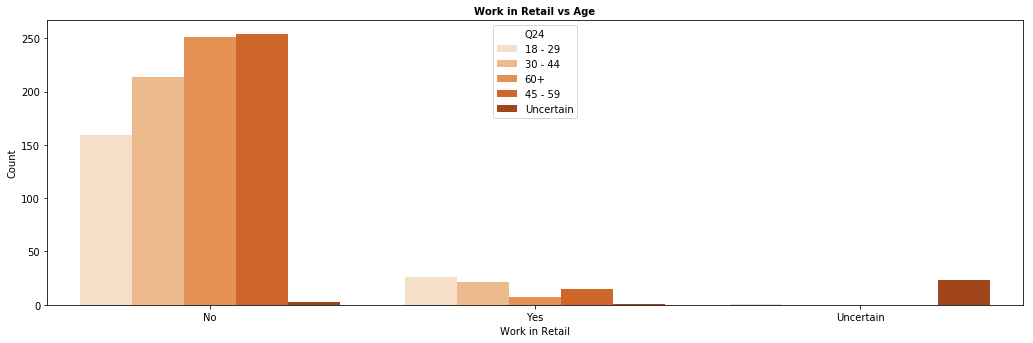 Work in Retail vs Age
Q24
18 - 29
30 - 44
60+
45 - 59
Uncertain
Count
250
200
150
100
50
0
No
Yes
Uncertain
Work in Retail